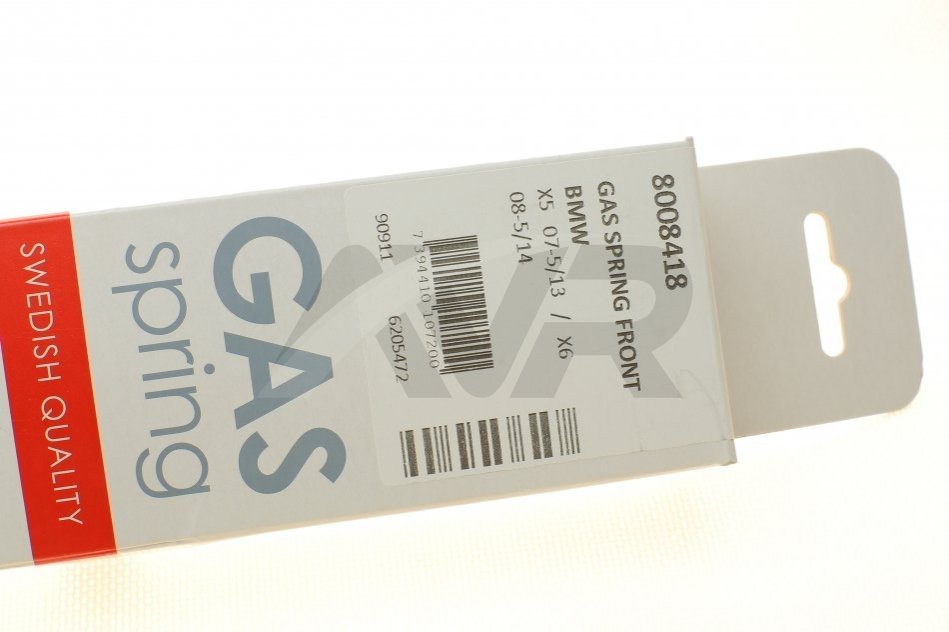 8008418
GAS SPRING FRONT
BMW
X5 07-5/13 / X6
08-5/14
7 394410 107200
90911 6205472
GAS
spring
SWEDISH QUALITY
AVR